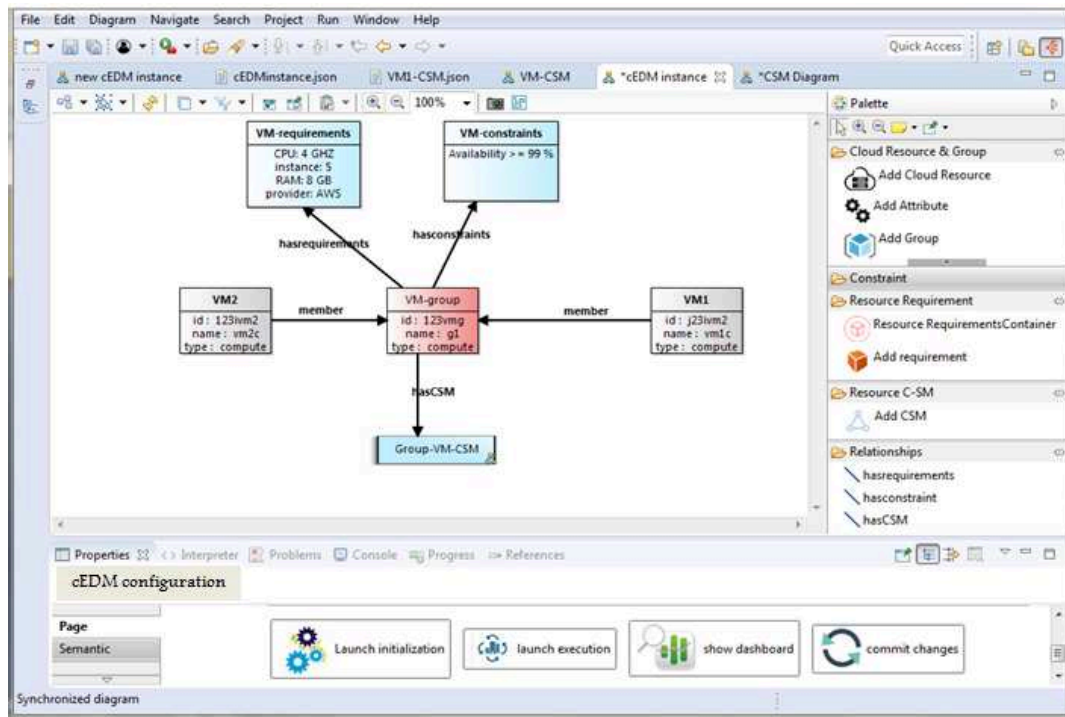 File Edit Diagram Navigate Search Project Run Window Help
Quick Access
new cEDM instance cEDMinstance.json VM1-CSM.json VM-CSM *cEDM instance *CSM Diagram
100%
Palette
VM-requirements
CPU: 4 GHZ
instance: 5
RAM: 8 GB
provider: AWS
VM-constraints
Availability >= 99 %
hasrequirements
hasconstraints
VM2
id : 123ivm2
name : vm2c
type : compute
member
VM-group
id : 123vmg
name : g1
type : compute
member
VM1
id : j23ivm2
name : vm1c
type : compute
hasCSM
Group-VM-CSM
Cloud Resource & Group
Add Cloud Resource
Add Attribute
Add Group
Constraint
Resource Requirement
Resource RequirementsContainer
Add requirement
Resource C-SM
Add CSM
Relationships
hasrequirements
hasconstraint
hasCSM
Properties Interpreter Problems Console Progress References
cEDM configuration
Page
Semantic
Launch initialization
launch execution
show dashboard
commit changes
Synchronized diagram